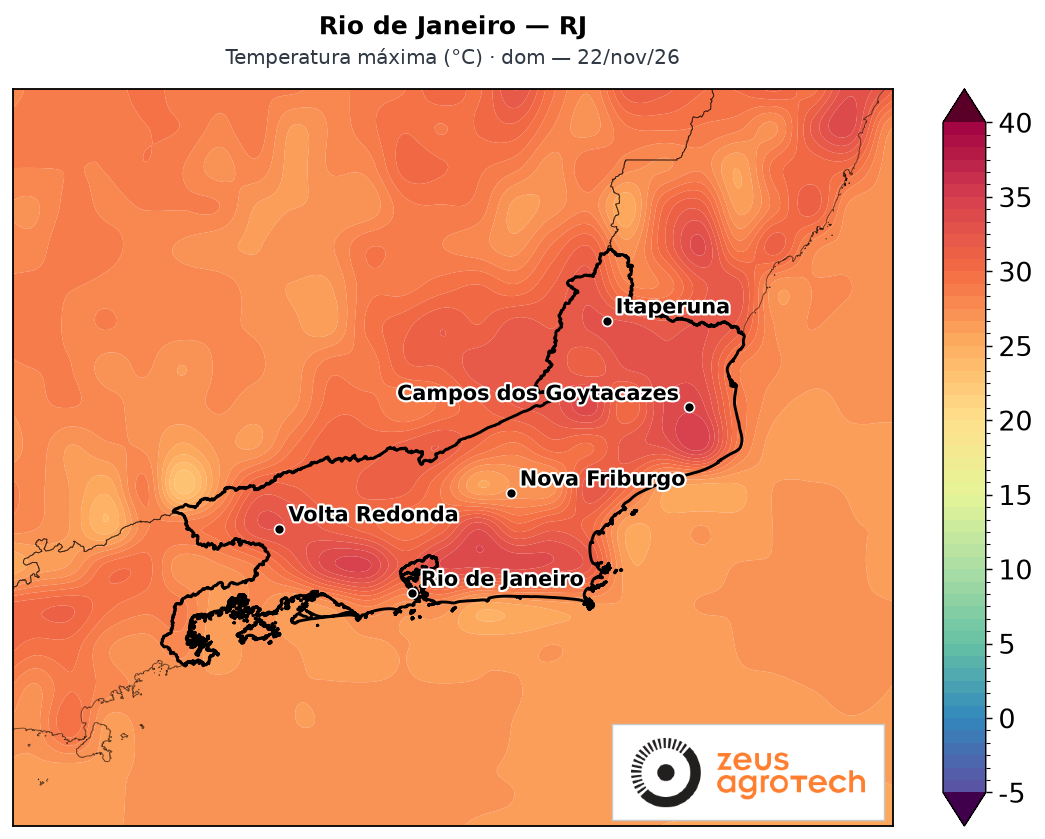 Rio de Janeiro — RJ
Temperatura máxima (°C) · dom — 22/nov/26
Itaperuna
Campos dos Goytacazes
Nova Friburgo
Volta Redonda
Rio de Janeiro
40
35
30
25
20
15
10
5
0
-5
zeus
agrotech